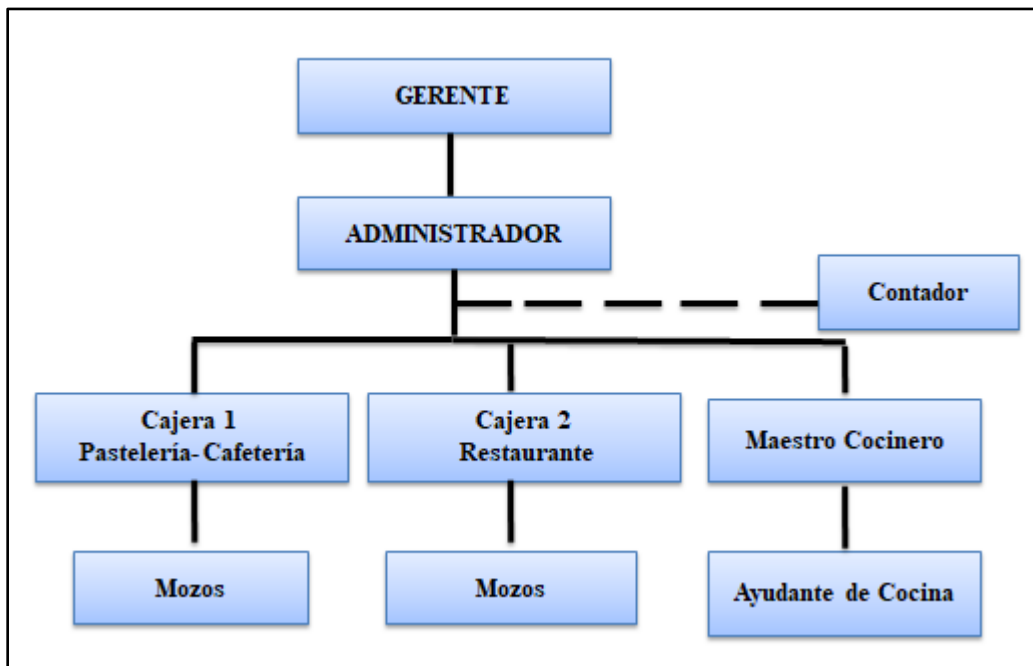 GERENTE
ADMINISTRADOR
Contador
Cajera 1
Pastelería-Cafetería
Cajera 2
Restaurante
Maestro Cocinero
Mozos
Mozos
Ayudante de Cocina